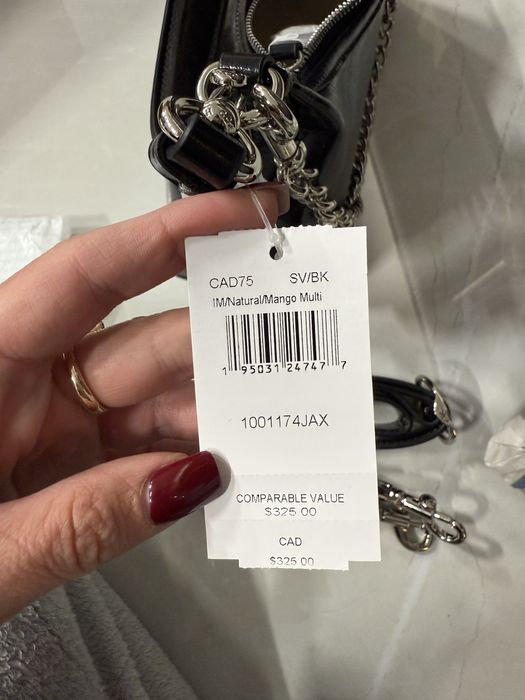 CAD75 SV/BK
IM/Natural/Mango Multi
1 95031 24747 7
1001174JAX
COMPARABLE VALUE
$325.00
CAD
$325.00